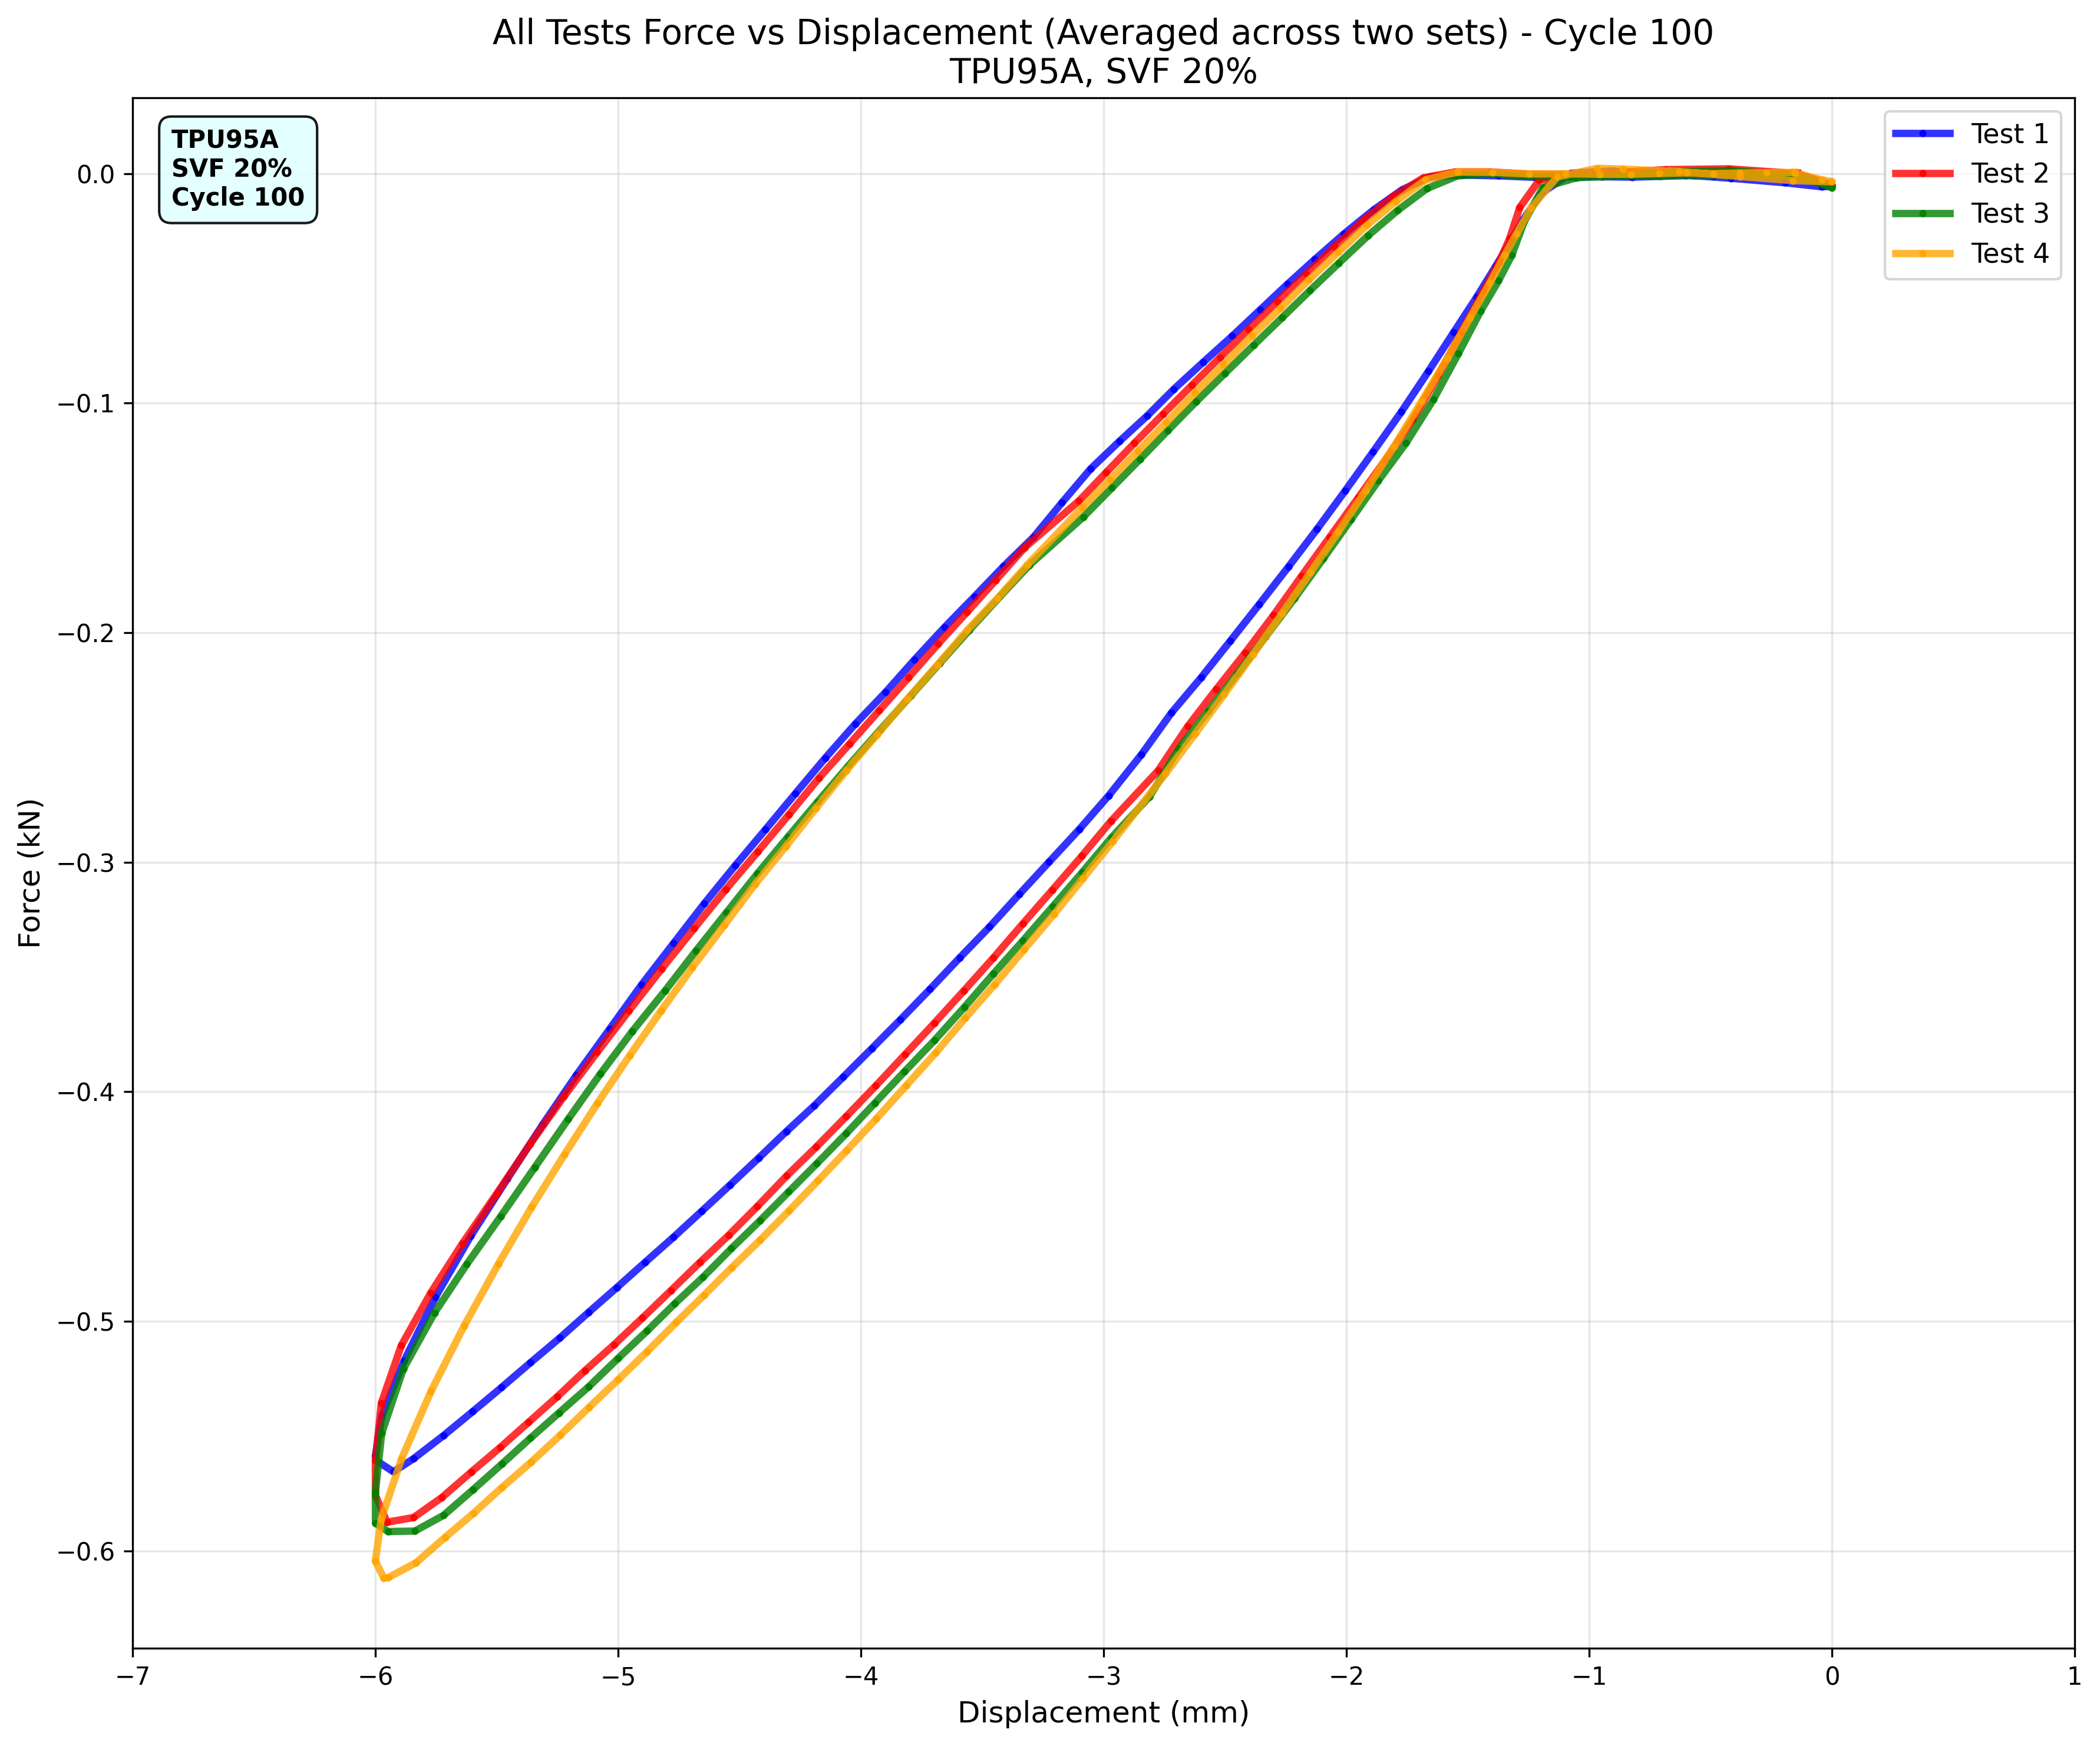 All Tests Force vs Displacement (Averaged across two sets) - Cycle 100
TPU95A, SVF 20%
TPU95A
SVF 20%
Cycle 100
Test 1
Test 2
Test 3
Test 4
Force (kN)
0.0
−0.1
−0.2
−0.3
−0.4
−0.5
−0.6
−7
−6
−5
−4
−3
−2
−1
0
1
Displacement (mm)